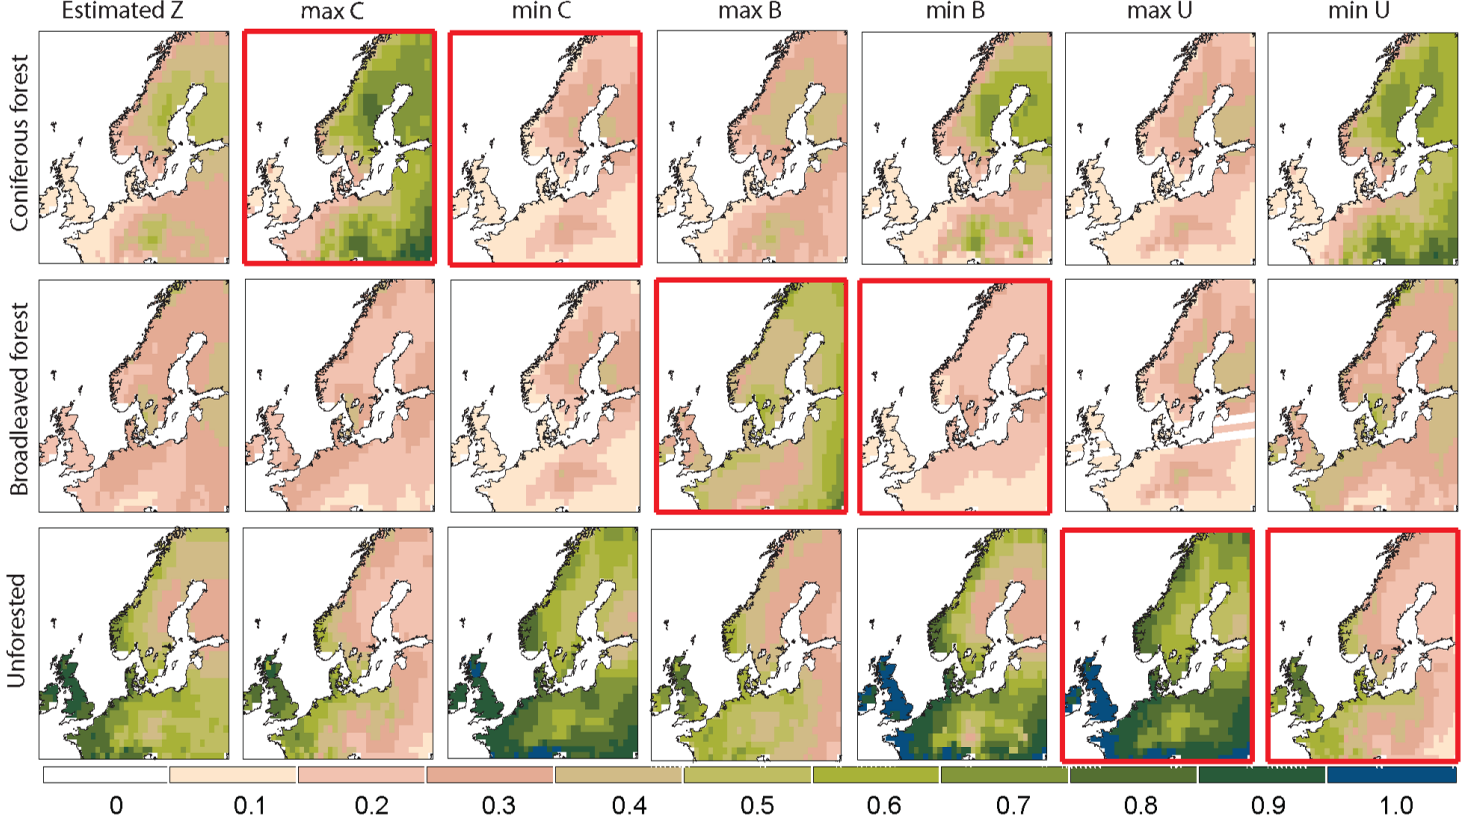 Estimated Z max C min C max B min B max U min U
Coniferous forest
Broadleaved forest
Unforested
0 0.1 0.2 0.3 0.4 0.5 0.6 0.7 0.8 0.9 1.0